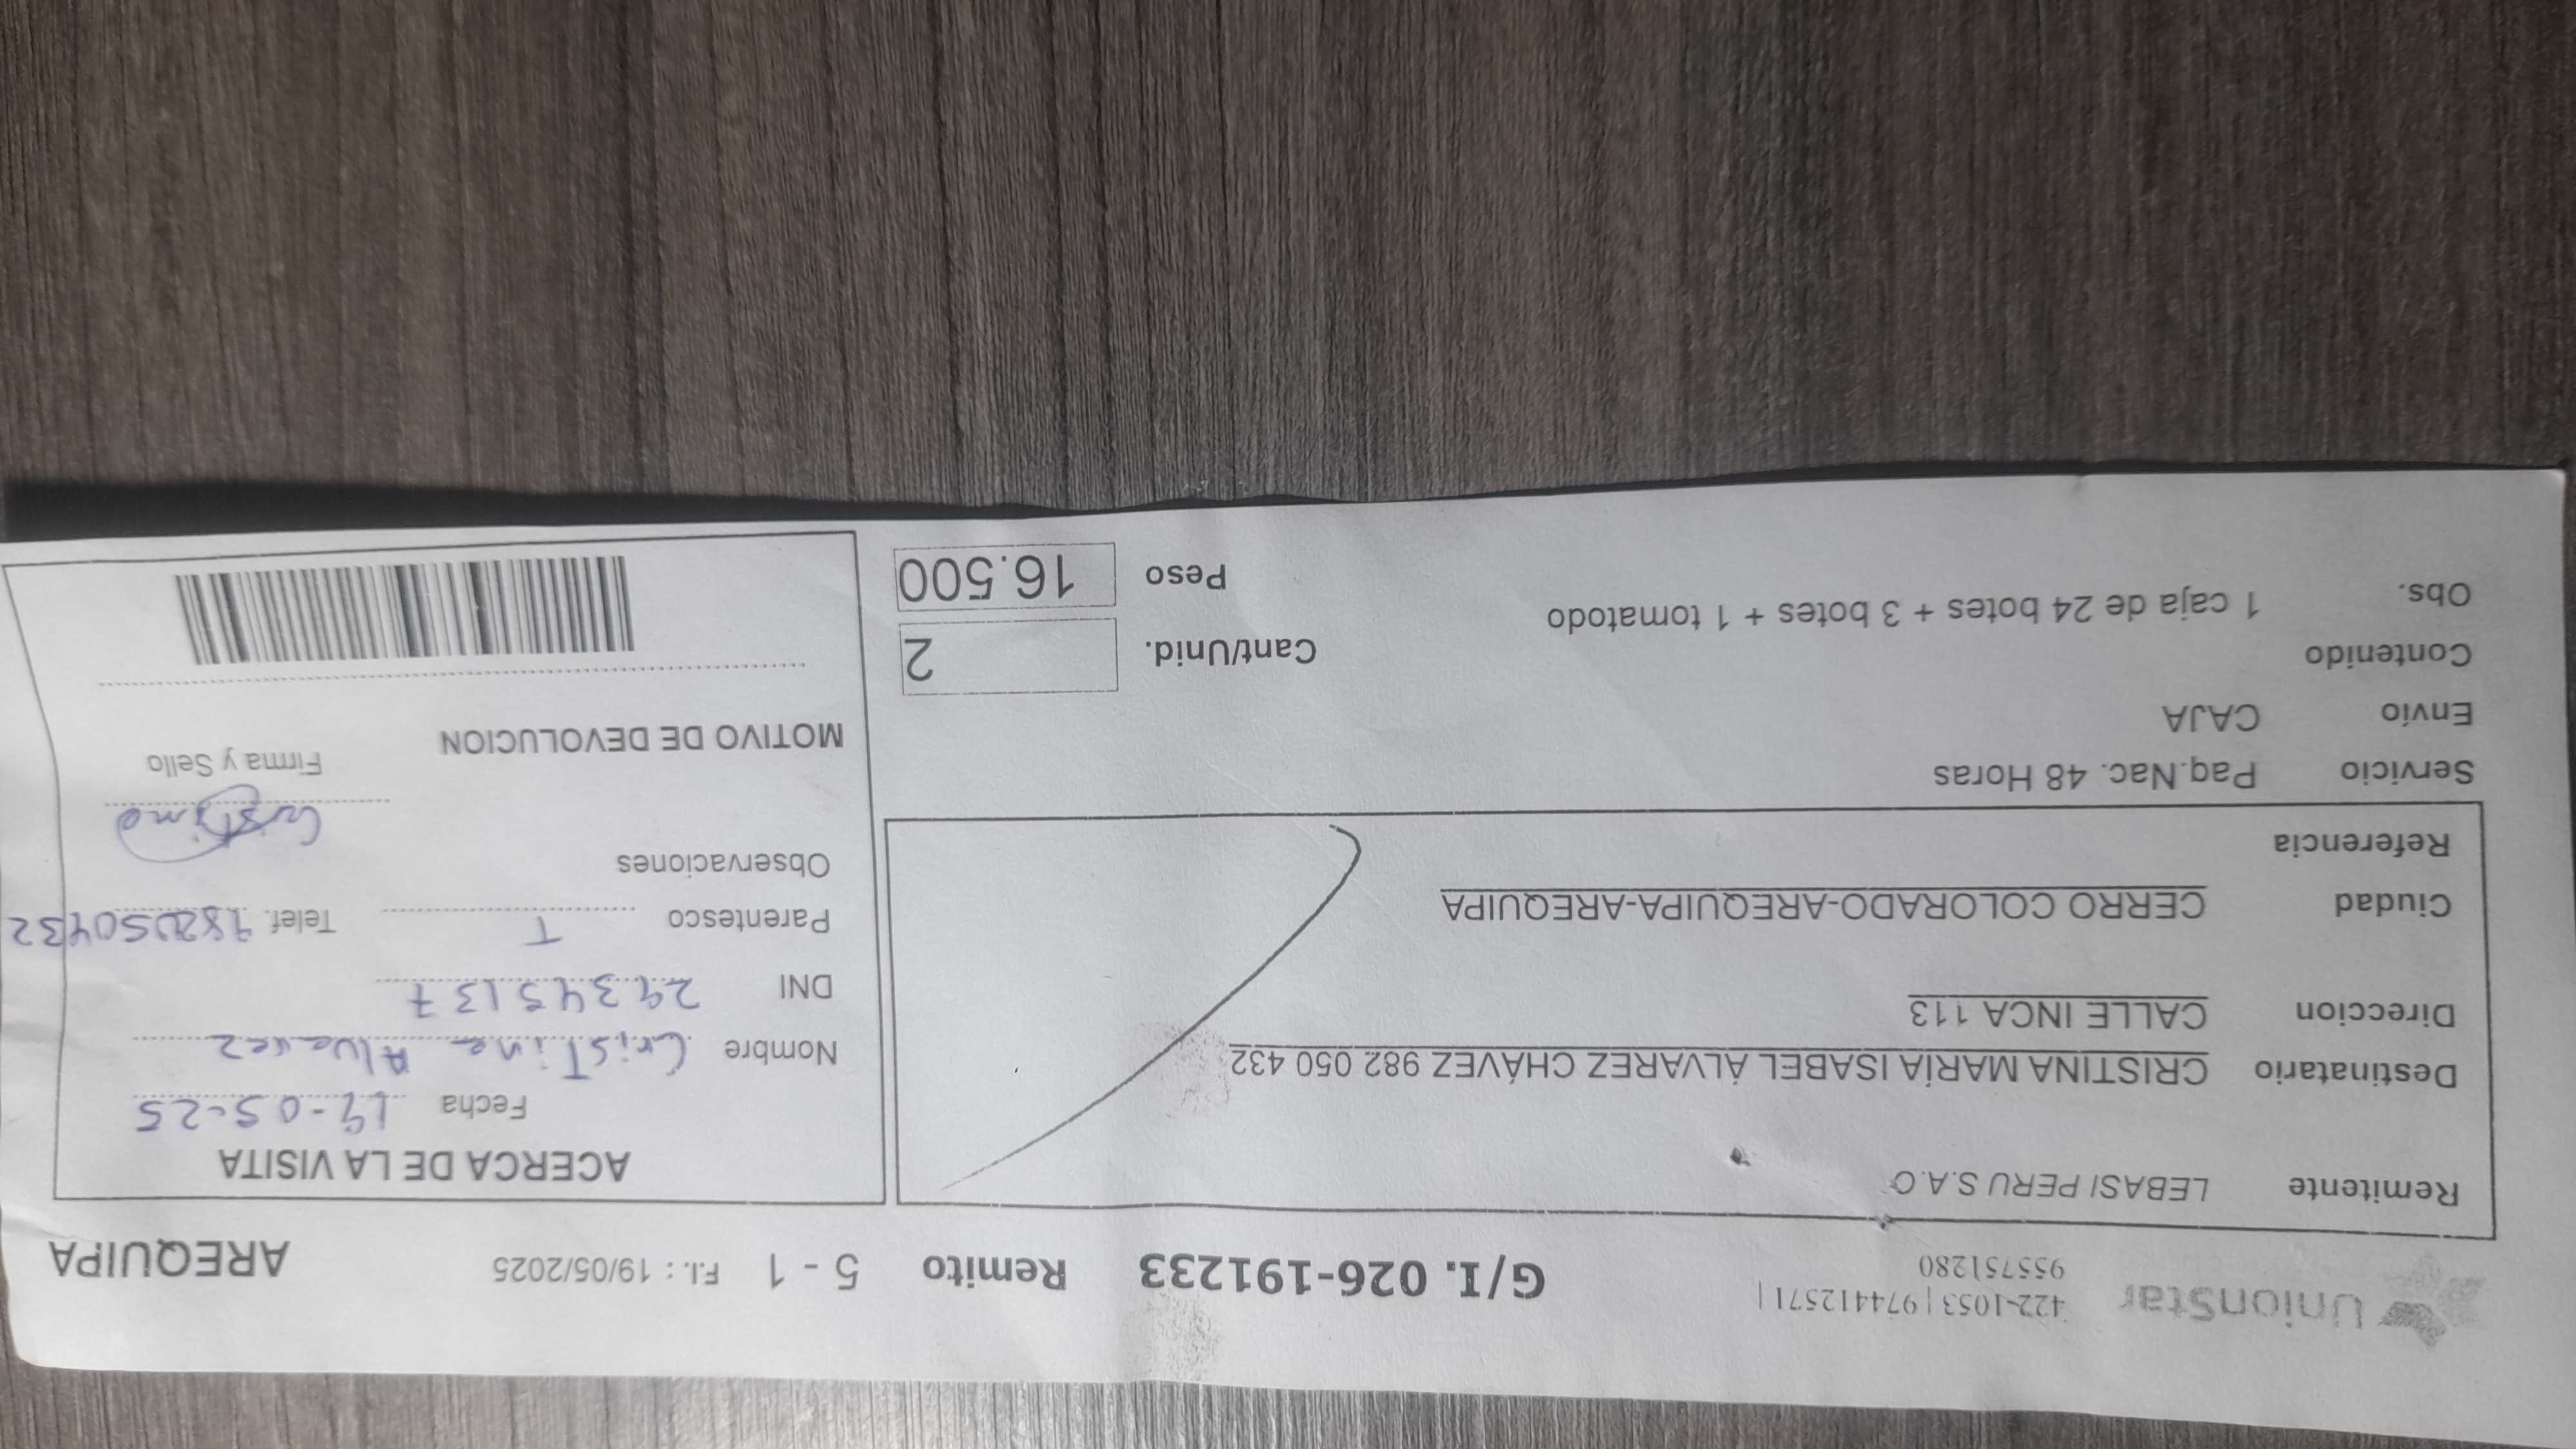 UnionStar
422-1053 | 974412571 |
955751280
G/I. 026-191233
Remito 5 - 1
F.I. : 19/05/2025
AREQUIPA
Remitente LEBASI PERU S.A.C
Destinatario CRISTINA MARÍA ISABEL ÁLVAREZ CHÁVEZ 982 050 432
Direccion CALLE INCA 113
Ciudad CERRO COLORADO-AREQUIPA-AREQUIPA
Referencia
Servicio Paq.Nac. 48 Horas
Envío CAJA
Contenido
Obs. 1 caja de 24 botes + 3 botes + 1 tomatodo
Cant/Unid. 2
Peso 16.500
ACERCA DE LA VISITA
Fecha 19-05-25
Nombre Cristina Alvarez
DNI 29345137
Parentesco T Telef. 982050432
Observaciones
Cristina
Firma y Sello
MOTIVO DE DEVOLUCION